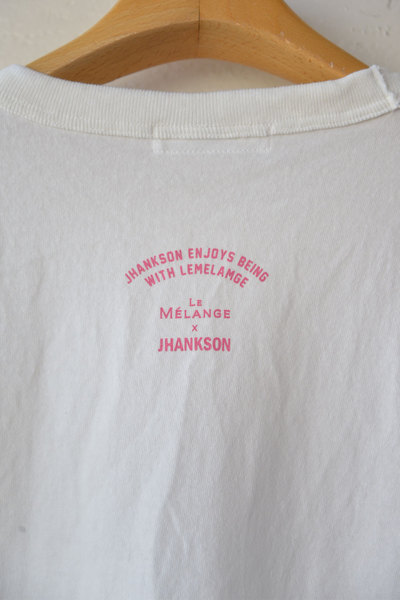 JHANKSON ENJOYS BEING
WITH LEMELAMGE
LE
MÉLANGE
X
JHANKSON